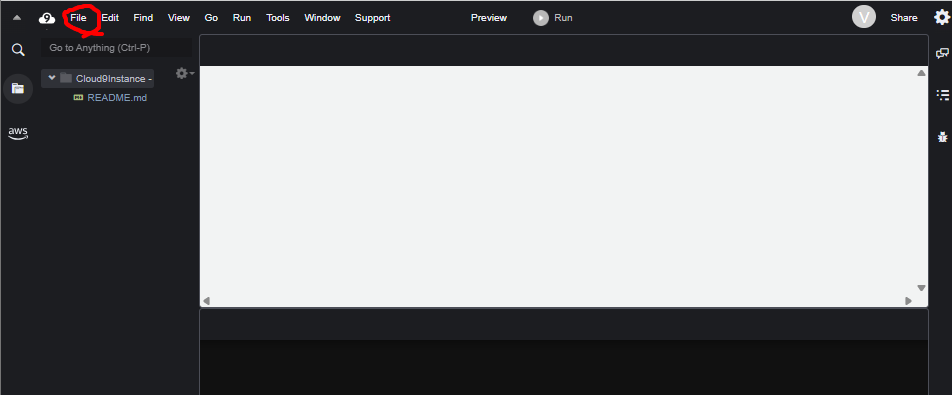 9 File Edit Find View Go Run Tools Window Support Preview Run V Share
Go to Anything (Ctrl-P)
Cloud9Instance -
README.md
aws